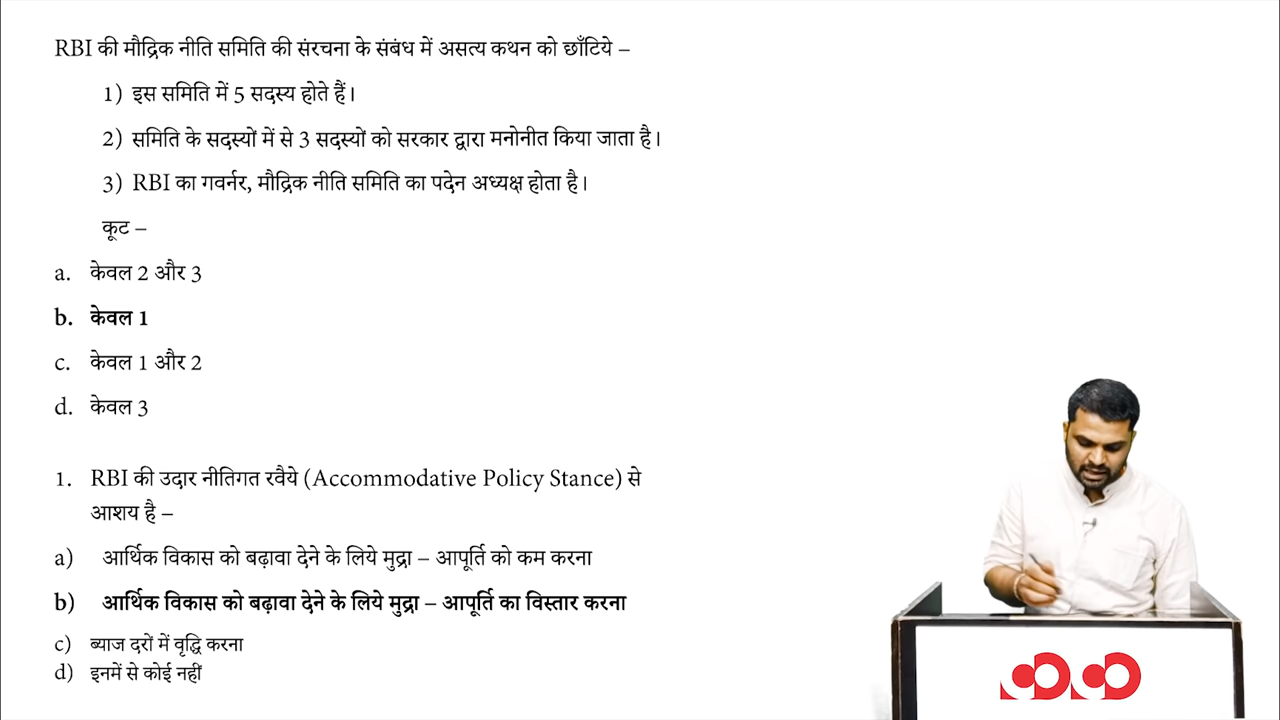 RBI की मौद्रिक नीति समिति की संरचना के संबंध में असत्य कथन को छाँटिये –
1) इस समिति में 5 सदस्य होते हैं।
2) समिति के सदस्यों में से 3 सदस्यों को सरकार द्वारा मनोनीत किया जाता है।
3) RBI का गवर्नर, मौद्रिक नीति समिति का पदेन अध्यक्ष होता है।
कूट –
a. केवल 2 और 3
b. केवल 1
c. केवल 1 और 2
d. केवल 3
1. RBI की उदार नीतिगत रवैये (Accommodative Policy Stance) से
आशय है –
a) आर्थिक विकास को बढ़ावा देने के लिये मुद्रा – आपूर्ति को कम करना
b) आर्थिक विकास को बढ़ावा देने के लिये मुद्रा – आपूर्ति का विस्तार करना
c) ब्याज दरों में वृद्धि करना
d) इनमें से कोई नहीं